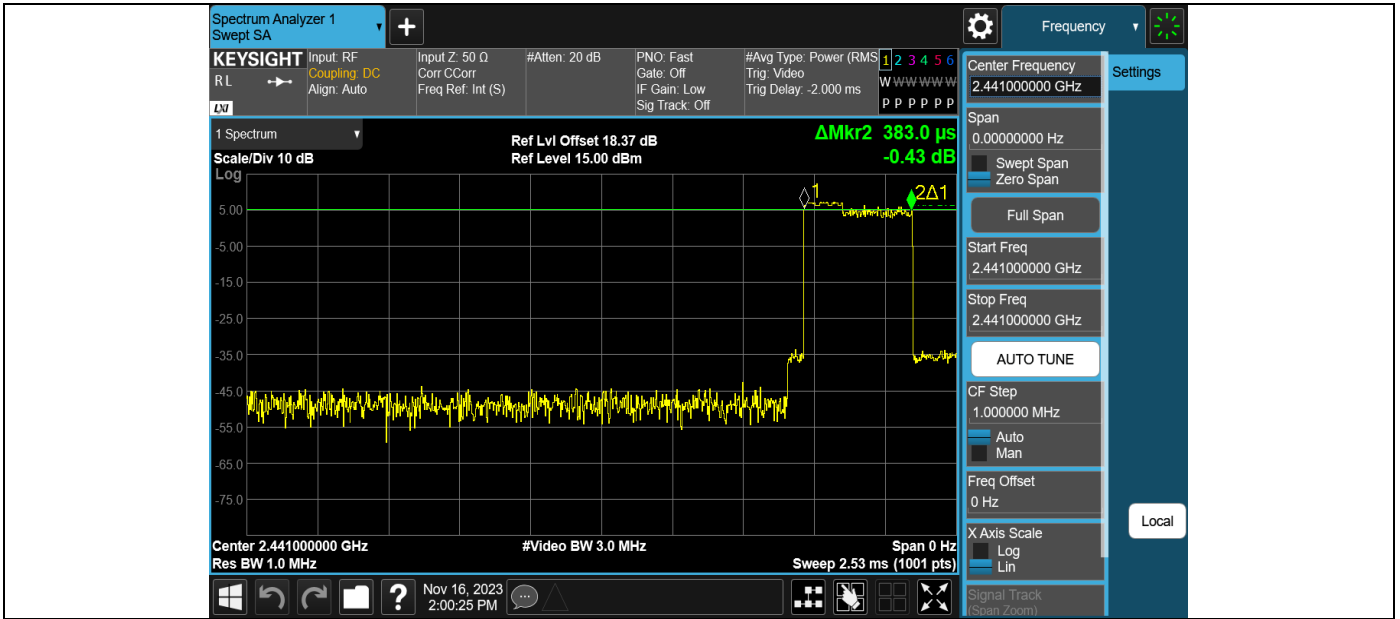 Spectrum Analyzer 1
Swept SA
+
Frequency
KEYSIGHT
RL
LXI
Input: RF
Coupling: DC
Align: Auto
Input Z: 50 Ω
Corr CCorr
Freq Ref: Int (S)
#Atten: 20 dB
PNO: Fast
Gate: Off
IF Gain: Low
Sig Track: Off
#Avg Type: Power (RMS
Trig: Video
Trig Delay: -2.000 ms
1 2 3 4 5 6
W W W W W W
P P P P P P
1 Spectrum
Scale/Div 10 dB
Log
Ref Lvl Offset 18.37 dB
Ref Level 15.00 dBm
ΔMkr2 383.0 µs
-0.43 dB
1
2Δ1
5.00
-5.00
-15.0
-25.0
-35.0
-45.0
-55.0
-65.0
-75.0
Center 2.441000000 GHz
#Video BW 3.0 MHz
Span 0 Hz
Res BW 1.0 MHz
Sweep 2.53 ms (1001 pts)
Center Frequency
2.441000000 GHz
Settings
Span
0.00000000 Hz
Swept Span
Zero Span
Full Span
Start Freq
2.441000000 GHz
Stop Freq
2.441000000 GHz
AUTO TUNE
CF Step
1.000000 MHz
Auto
Man
Freq Offset
0 Hz
X Axis Scale
Log
Lin
Signal Track
(Span Zoom)
Local
?
Nov 16, 2023
2:00:25 PM